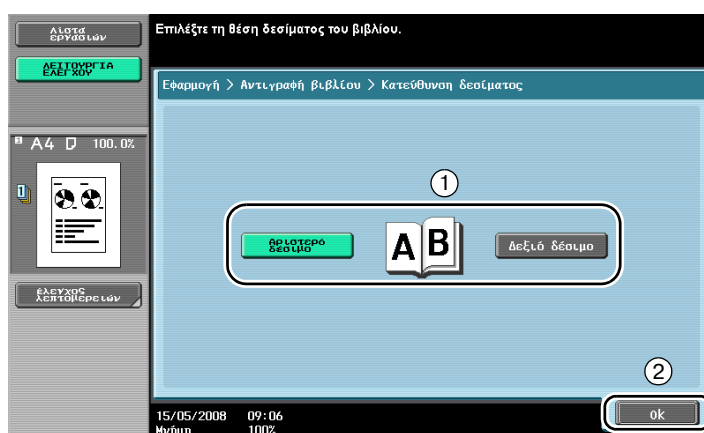 Λίστα
εργασιών
Επιλέξτε τη θέση δεσίματος του βιβλίου.
ΛΕΙΤΟΥΡΓΙΑ
ΕΛΕΓΧΟΥ
Εφαρμογή > Αντιγραφή βιβλίου > Κατεύθυνση δεσίματος
A4 100.0%
1
1
Αριστερό
δέσιμο
A B
Δεξιό δέσιμο
έλεγχος
λεπτομερειών
2
15/05/2008 09:06
Μνήμη 100%
ok